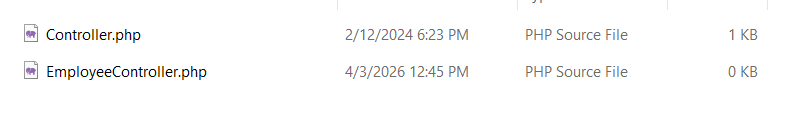 Controller.php 2/12/2024 6:23 PM PHP Source File 1 KB
EmployeeController.php 4/3/2026 12:45 PM PHP Source File 0 KB